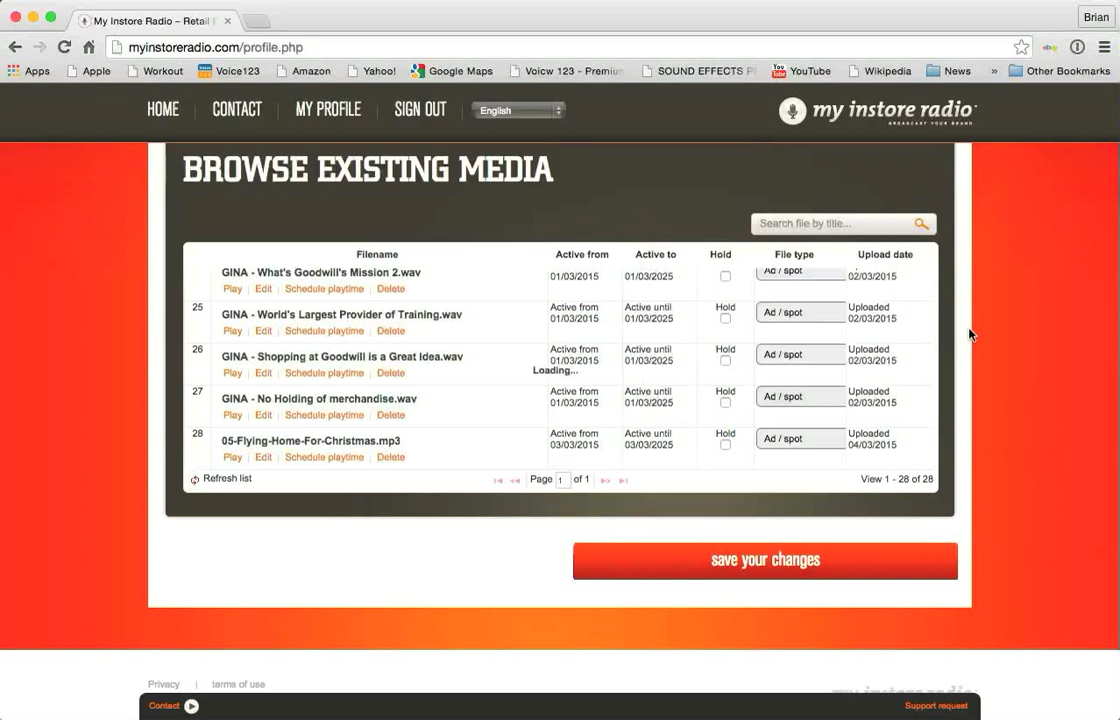 My Instore Radio – Retail
Brian
myinstoreradio.com/profile.php
Apps Apple Workout Voice123 Amazon Yahoo! Google Maps Voicw 123 - Premiu SOUND EFFECTS YouTube Wikipedia News » Other Bookmarks
HOME | CONTACT | MY PROFILE | SIGN OUT English
my instore radio
BROADCAST YOUR BRAND
BROWSE EXISTING MEDIA
Search file by title...
Filename Active from Active to Hold File type Upload date
GINA - What's Goodwill's Mission 2.wav 01/03/2015 01/03/2025 Ad / spot 02/03/2015
Play | Edit | Schedule playtime | Delete
25 GINA - World's Largest Provider of Training.wav Active from 01/03/2015 Active until 01/03/2025 Hold Ad / spot Uploaded 02/03/2015
Play | Edit | Schedule playtime | Delete
26 GINA - Shopping at Goodwill is a Great Idea.wav Active from 01/03/2015 Active until 01/03/2025 Hold Ad / spot Uploaded 02/03/2015
Loading...
Play | Edit | Schedule playtime | Delete
27 GINA - No Holding of merchandise.wav Active from 01/03/2015 Active until 01/03/2025 Hold Ad / spot Uploaded 02/03/2015
Play | Edit | Schedule playtime | Delete
28 05-Flying-Home-For-Christmas.mp3 Active from 03/03/2015 Active until 03/03/2025 Hold Ad / spot Uploaded 04/03/2015
Play | Edit | Schedule playtime | Delete
Refresh list Page 1 of 1 View 1 - 28 of 28
save your changes
Privacy | terms of use
my instore radio
Contact Support request